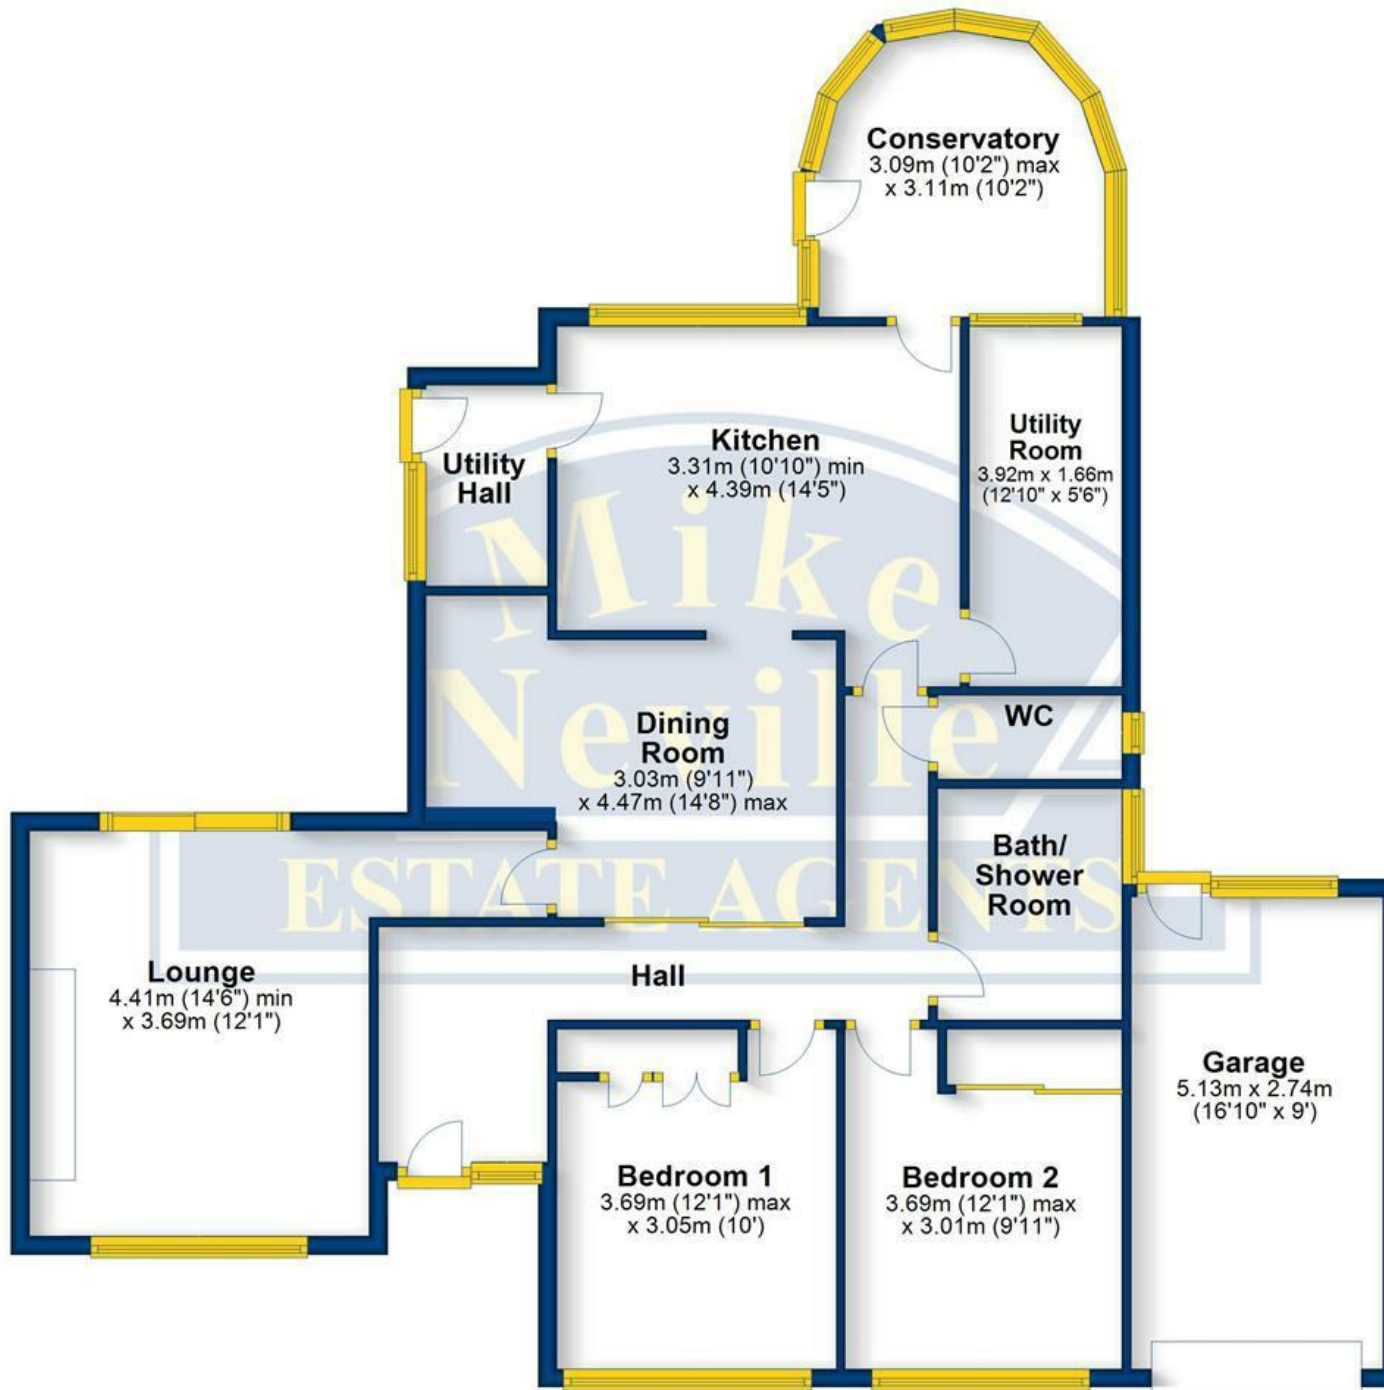 Conservatory
3.09m (10'2") max
x 3.11m (10'2")
Kitchen
3.31m (10'10") min
x 4.39m (14'5")
Utility
Room
3.92m x 1.66m
(12'10" x 5'6")
Utility
Hall
Mike
Neville
ESTATE AGENTS
Dining
Room
3.03m (9'11")
x 4.47m (14'8") max
WC
Bath/
Shower
Room
Lounge
4.41m (14'6") min
x 3.69m (12'1")
Hall
Garage
5.13m x 2.74m
(16'10" x 9')
Bedroom 1
3.69m (12'1") max
x 3.05m (10')
Bedroom 2
3.69m (12'1") max
x 3.01m (9'11")